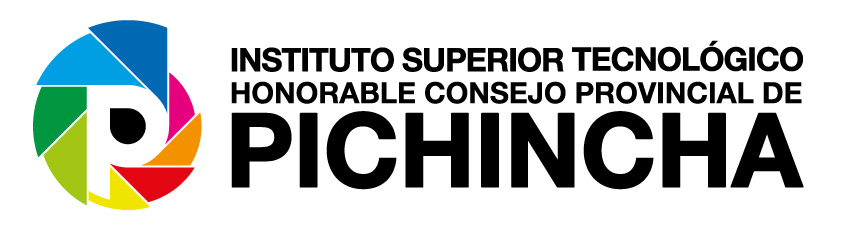 P
INSTITUTO SUPERIOR TECNOLÓGICO
HONORABLE CONSEJO PROVINCIAL DE
PICHINCHA